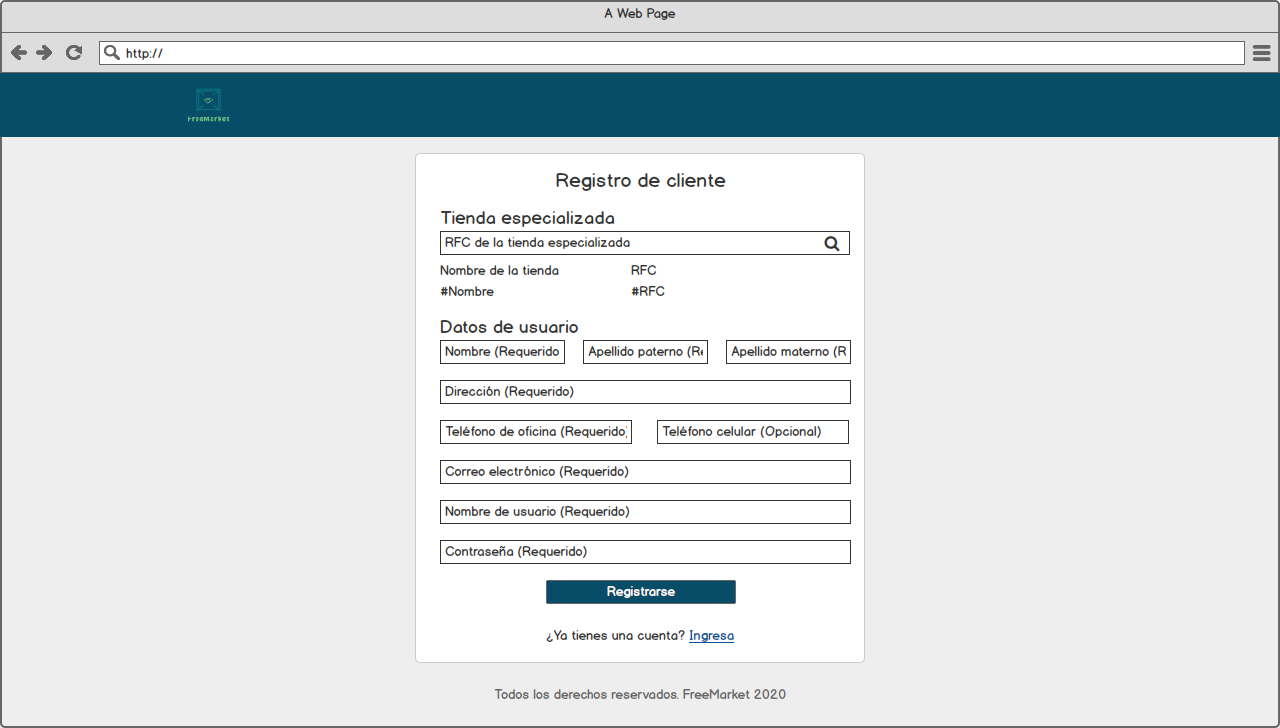 A Web Page
http://
FreeMarket
Registro de cliente
Tienda especializada
RFC de la tienda especializada
Nombre de la tienda RFC
#Nombre #RFC
Datos de usuario
Nombre (Requerido Apellido paterno (Re Apellido materno (R
Dirección (Requerido)
Teléfono de oficina (Requerido) Teléfono celular (Opcional)
Correo electrónico (Requerido)
Nombre de usuario (Requerido)
Contraseña (Requerido)
Registrarse
¿Ya tienes una cuenta? Ingresa
Todos los derechos reservados. FreeMarket 2020